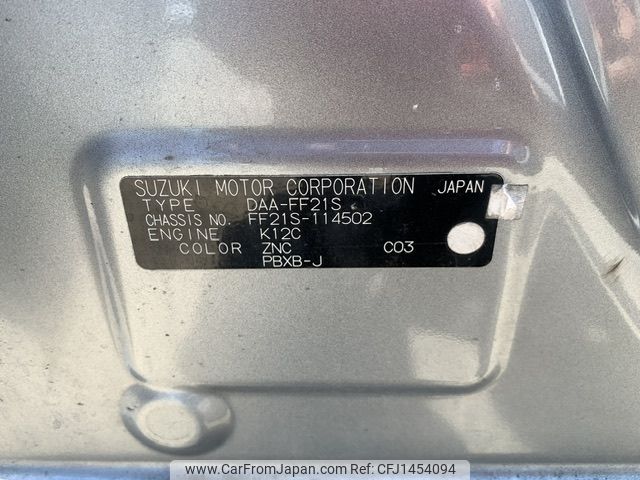 SUZUKI MOTOR CORPORATION JAPAN
TYPE DAA-FF21S
CHASSIS NO. FF21S-114502
ENGINE K12C
COLOR ZNC C03
PBXB-J
www.CarFromJapan.com - CFJ1454094